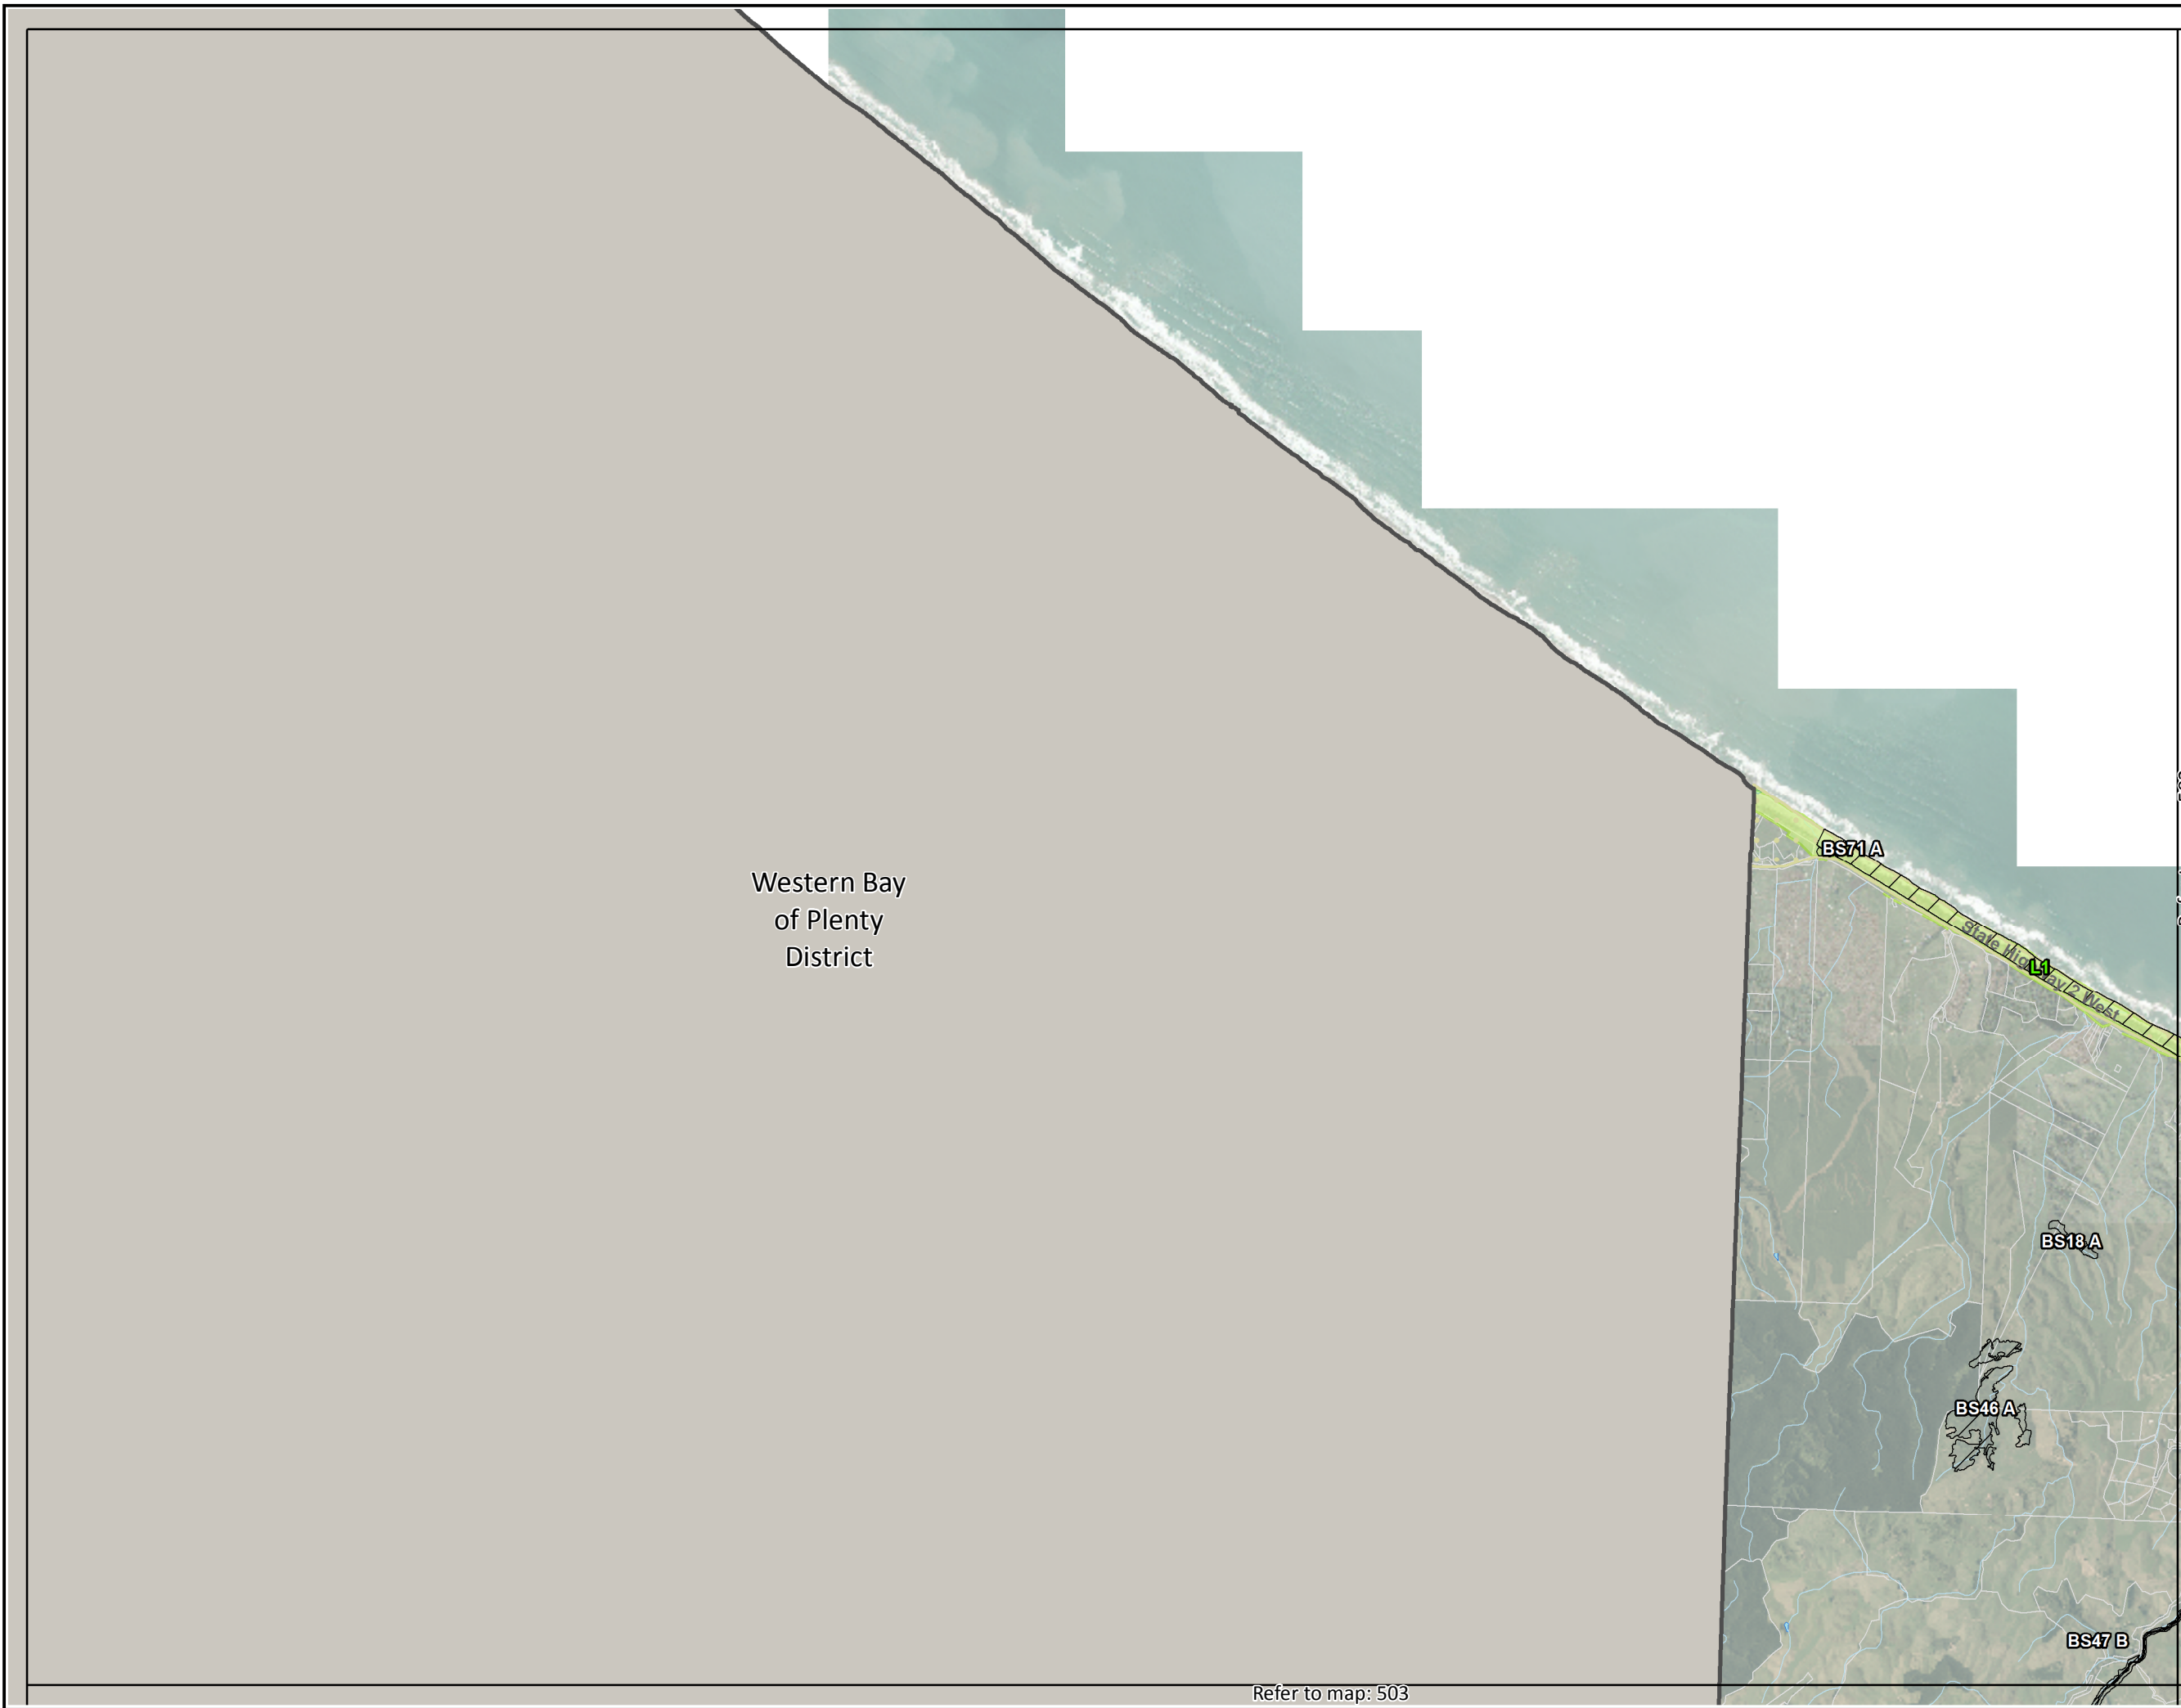 Western Bay
of Plenty
District
BS71 A
State Highway 2 West
L1
BS18 A
BS46 A
BS47 B
Refer to map: 503